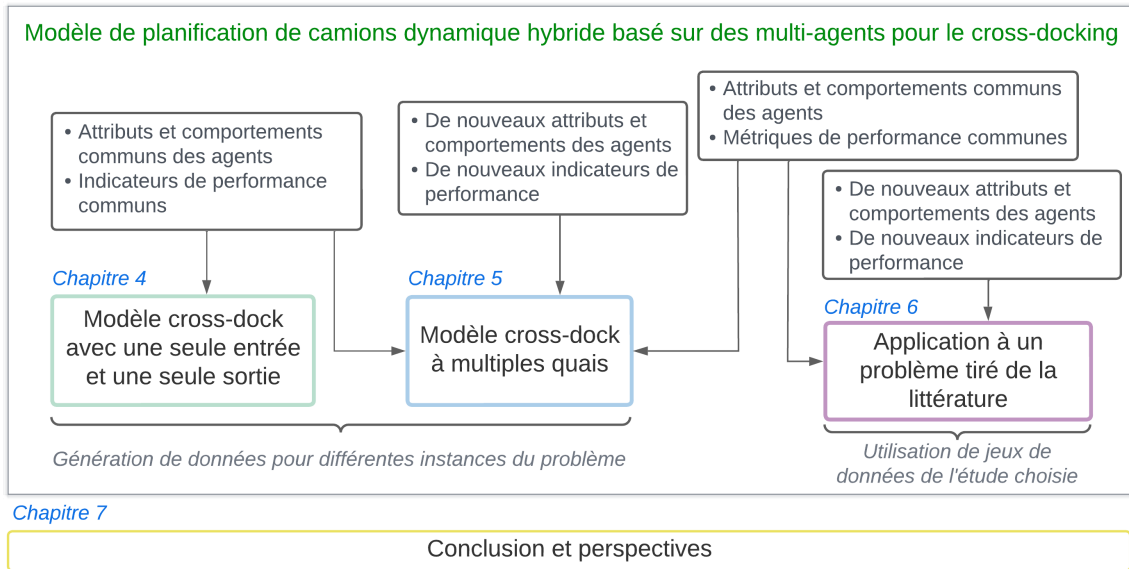 Modèle de planification de camions dynamique hybride basé sur des multi-agents pour le cross-docking
• Attributs et comportements
communs des agents
• Indicateurs de performance
communs
• De nouveaux attributs et
comportements des agents
• De nouveaux indicateurs de
performance
• Attributs et comportements communs
des agents
• Métriques de performance communes
• De nouveaux attributs et
comportements des agents
• De nouveaux indicateurs de
performance
Chapitre 4
Modèle cross-dock
avec une seule entrée
et une seule sortie
Chapitre 5
Modèle cross-dock
à multiples quais
Chapitre 6
Application à un
problème tiré de la
littérature
Génération de données pour différentes instances du problème
Utilisation de jeux de
données de l'étude choisie
Chapitre 7
Conclusion et perspectives